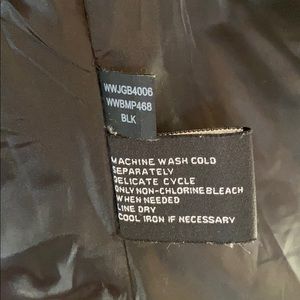 WWJGB4006
WWBMP468
BLK
MACHINE WASH COLD
SEPARATELY
DELICATE CYCLE
ONLY NON-CHLORINE BLEACH
WHEN NEEDED
LINE DRY
COOL IRON IF NECESSARY